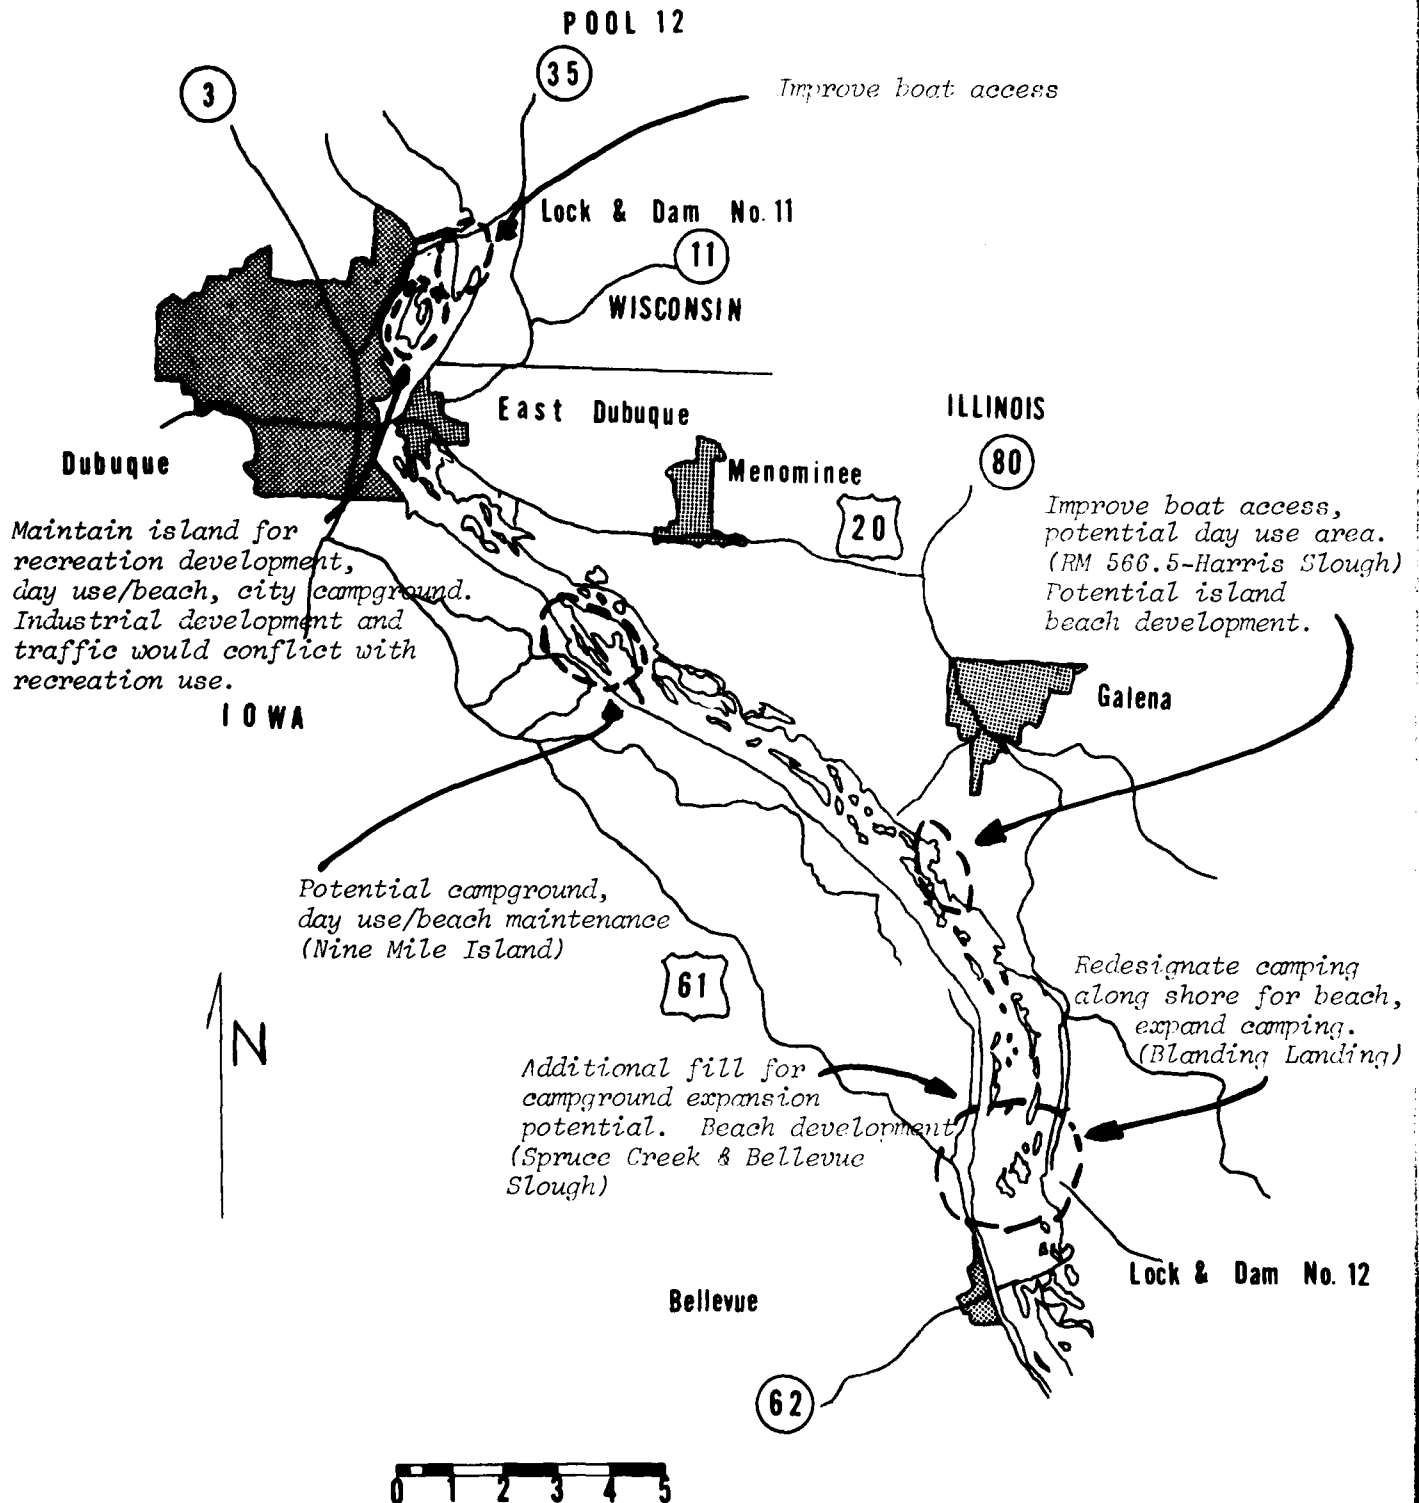 POOL 12
35
3
Improve boat access
Lock & Dam No. 11
11
WISCONSIN
East Dubuque
ILLINOIS
Dubuque
Menominee
80
20
Improve boat access,
potential day use area.
(RM 566.5-Harris Slough)
Potential island
beach development.
Maintain island for
recreation development,
day use/beach, city campground.
Industrial development and
traffic would conflict with
recreation use.
IOWA
Galena
Potential campground,
day use/beach maintenance
(Nine Mile Island)
61
Redesignate camping
along shore for beach,
expand camping.
(Blanding Landing)
N
Additional fill for
campground expansion
potential. Beach development
(Spruce Creek & Bellevue
Slough)
Lock & Dam No. 12
Bellevue
62
0 1 2 3 4 5